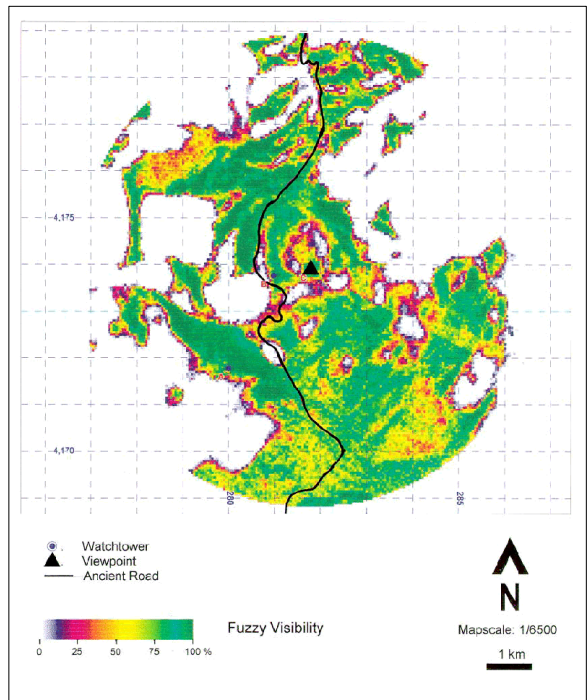 4,175
4,170
280
285
Watchtower
Viewpoint
Ancient Road
Fuzzy Visibility
0 25 50 75 100 %
N
Mapscale: 1/6500
1 km